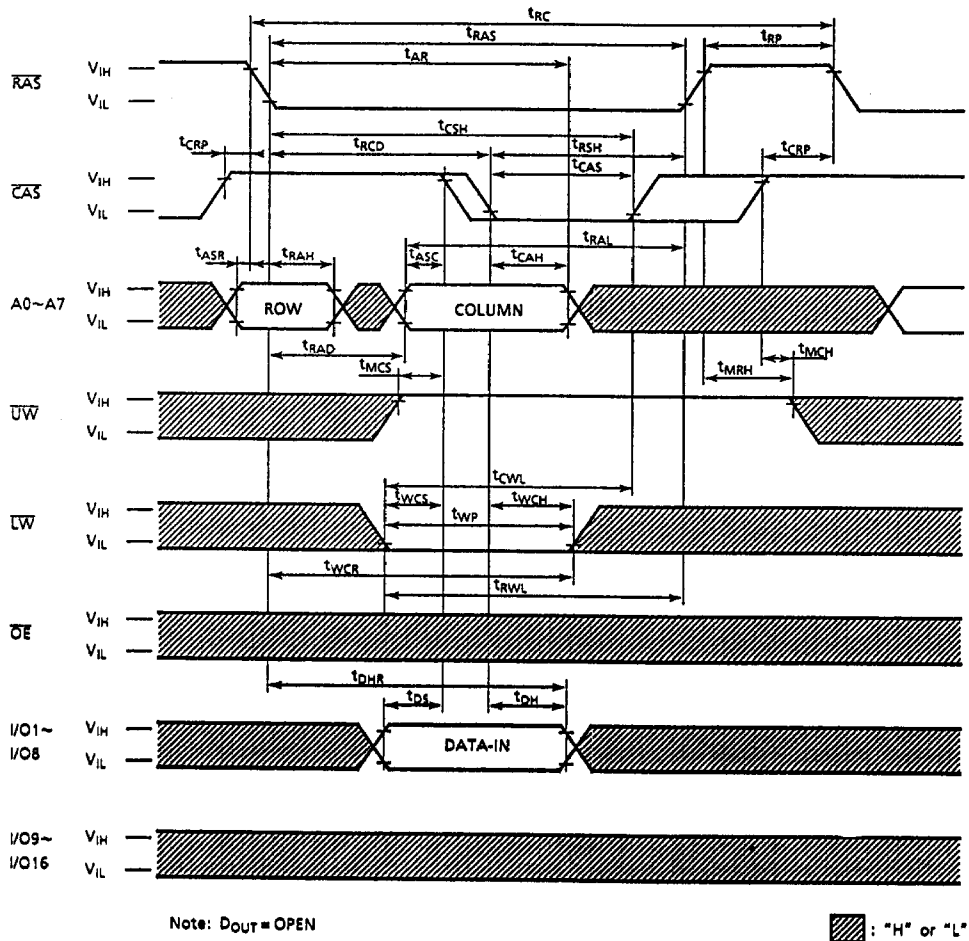 tRC
tRAS
tRP
tAR
RAS
VIH
VIL
tCSH
tCRP
tRCD
tRSH
tCRP
tCAS
CAS
VIH
VIL
tRAL
tASR
tRAH
tASC
tCAH
A0~A7
VIH
VIL
ROW
COLUMN
tRAD
tMCS
tMRH
tMCH
UW
VIH
VIL
tCWL
tWCS
tWCH
tWP
LW
VIH
VIL
tWCR
tRWL
OE
VIH
VIL
tDHR
tDS
tDH
I/O1~
I/O8
VIH
VIL
DATA-IN
I/O9~
I/O16
VIH
VIL
Note: DOUT = OPEN
: "H" or "L"